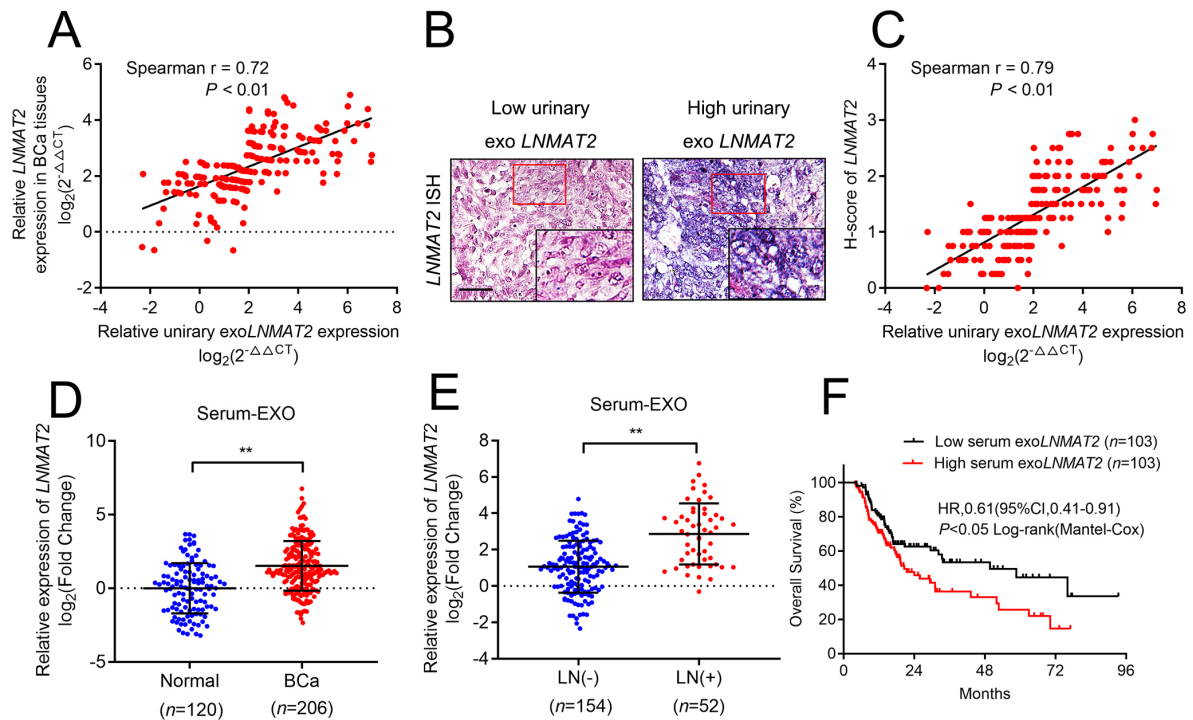 A
Spearman r = 0.72
P < 0.01
Relative LNMAT2
expression in BCa tissues
log2(2-△△CT)
6
4
2
0
-2
-4
-2
0
2
4
6
8
Relative unirary exoLNMAT2 expression
log2(2-△△CT)
B
Low urinary
exo LNMAT2
High urinary
exo LNMAT2
LNMAT2 ISH
C
Spearman r = 0.79
P < 0.01
H-score of LNMAT2
4
3
2
1
0
-4
-2
0
2
4
6
8
Relative unirary exoLNMAT2 expression
log2(2-△△CT)
D
Serum-EXO
**
Relative expression of LNMAT2
log2(Fold Change)
10
5
0
-5
Normal
(n=120)
BCa
(n=206)
E
Serum-EXO
**
Relative expression of LNMAT2
log2(Fold Change)
8
6
4
2
0
-2
-4
LN(-)
(n=154)
LN(+)
(n=52)
F
Low serum exoLNMAT2 (n=103)
High serum exoLNMAT2 (n=103)
HR,0.61(95%CI,0.41-0.91)
P<0.05 Log-rank(Mantel-Cox)
Overall Survival (%)
100
80
60
40
20
0
0
24
48
72
96
Months